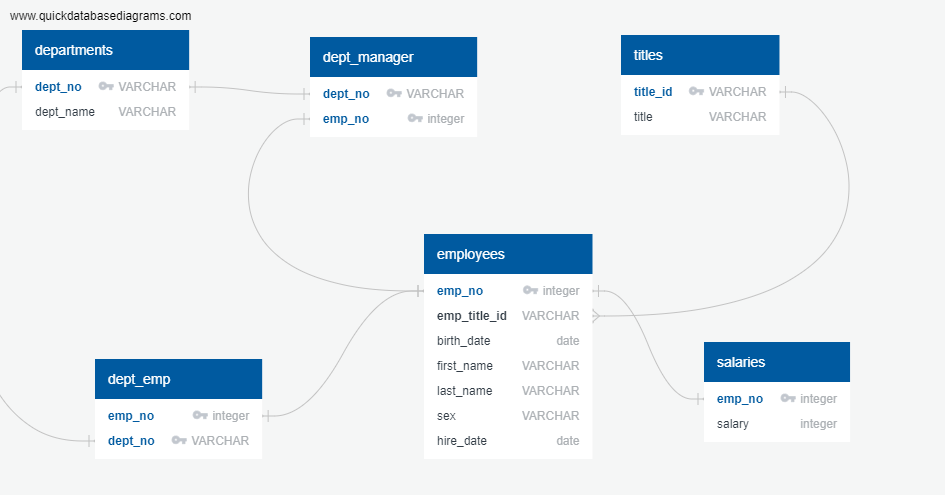 www.quickdatabasediagrams.com
departments
dept_no VARCHAR
dept_name VARCHAR
dept_manager
dept_no VARCHAR
emp_no integer
titles
title_id VARCHAR
title VARCHAR
employees
emp_no integer
emp_title_id VARCHAR
birth_date date
first_name VARCHAR
last_name VARCHAR
sex VARCHAR
hire_date date
dept_emp
emp_no integer
dept_no VARCHAR
salaries
emp_no integer
salary integer